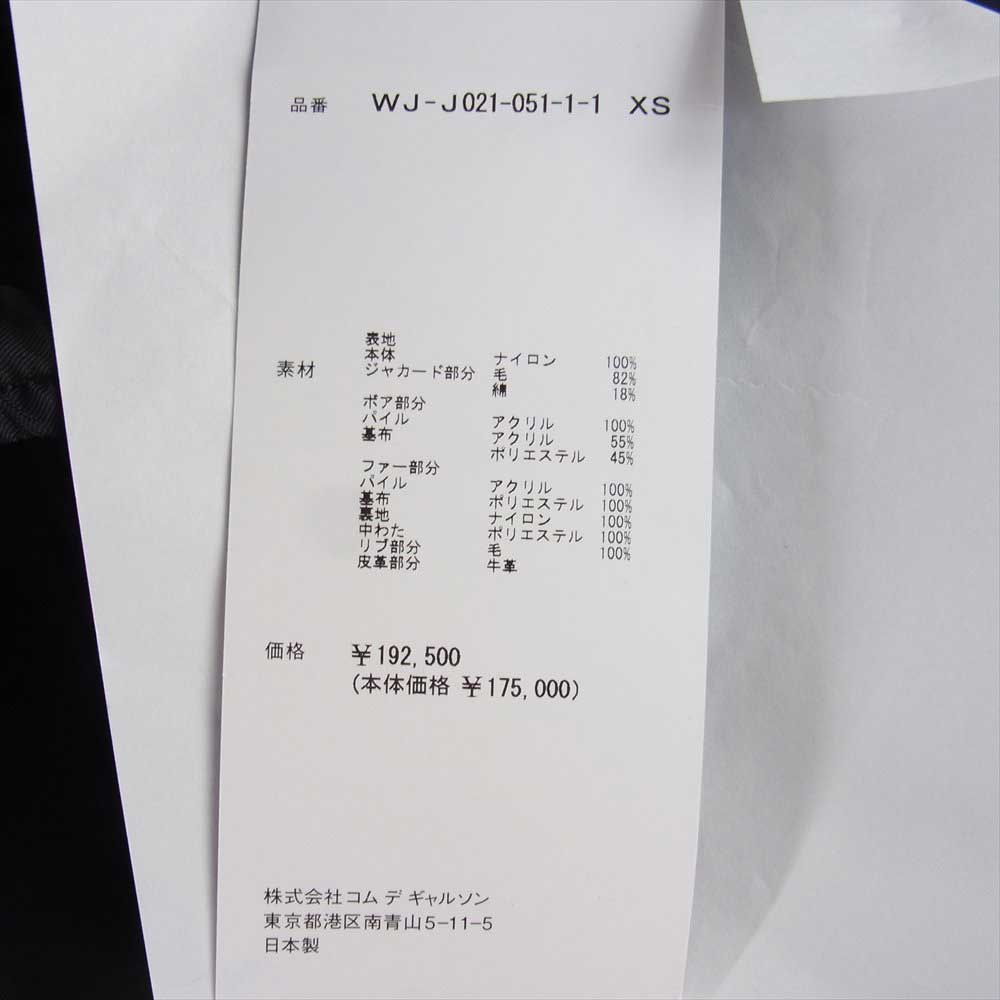 品番 WJ-J021-051-1-1 XS
素材
表地
本体 ナイロン 100%
ジャカード部分 毛 82%
綿 18%
ボア部分
パイル アクリル 100%
基布 アクリル 55%
ポリエステル 45%
ファー部分
パイル アクリル 100%
基布 ポリエステル 100%
裏地 ナイロン 100%
中わた ポリエステル 100%
リブ部分 毛 100%
皮革部分 牛革
価格 ¥192,500
(本体価格 ¥175,000)
株式会社コム デ ギャルソン
東京都港区南青山5-11-5
日本製